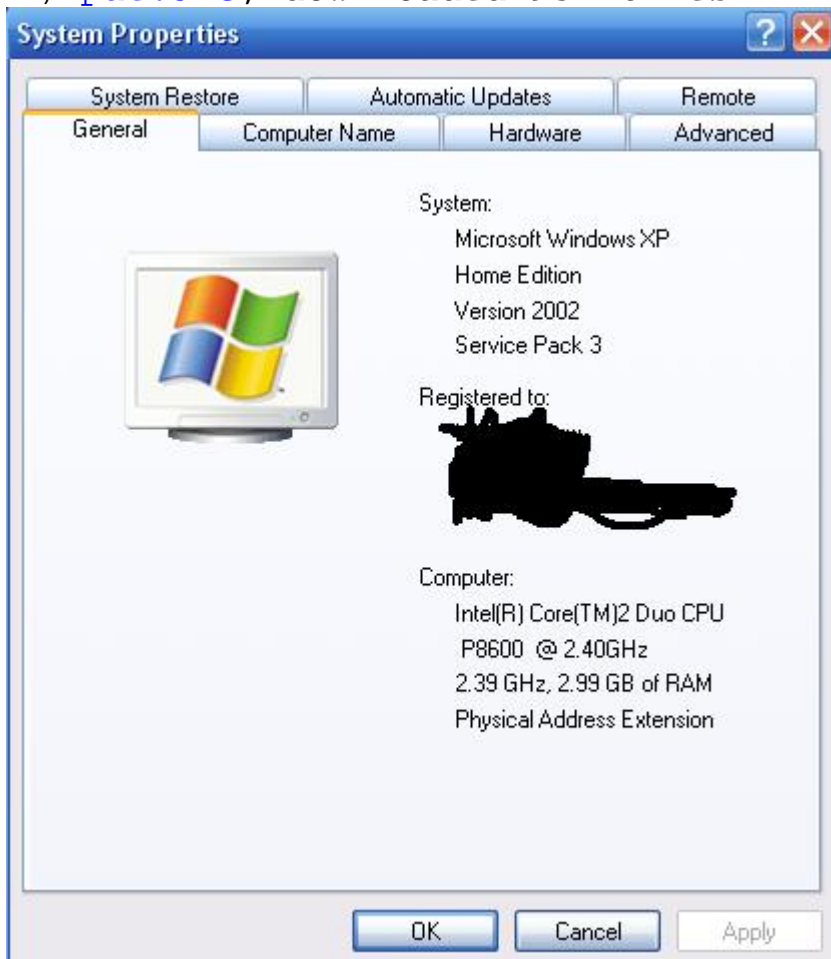 System Properties
System Restore
Automatic Updates
Remote
General
Computer Name
Hardware
Advanced
System:
Microsoft Windows XP
Home Edition
Version 2002
Service Pack 3
Registered to:
Computer:
Intel(R) Core(TM)2 Duo CPU
P8600 @ 2.40GHz
2.39 GHz, 2.99 GB of RAM
Physical Address Extension
OK
Cancel
Apply